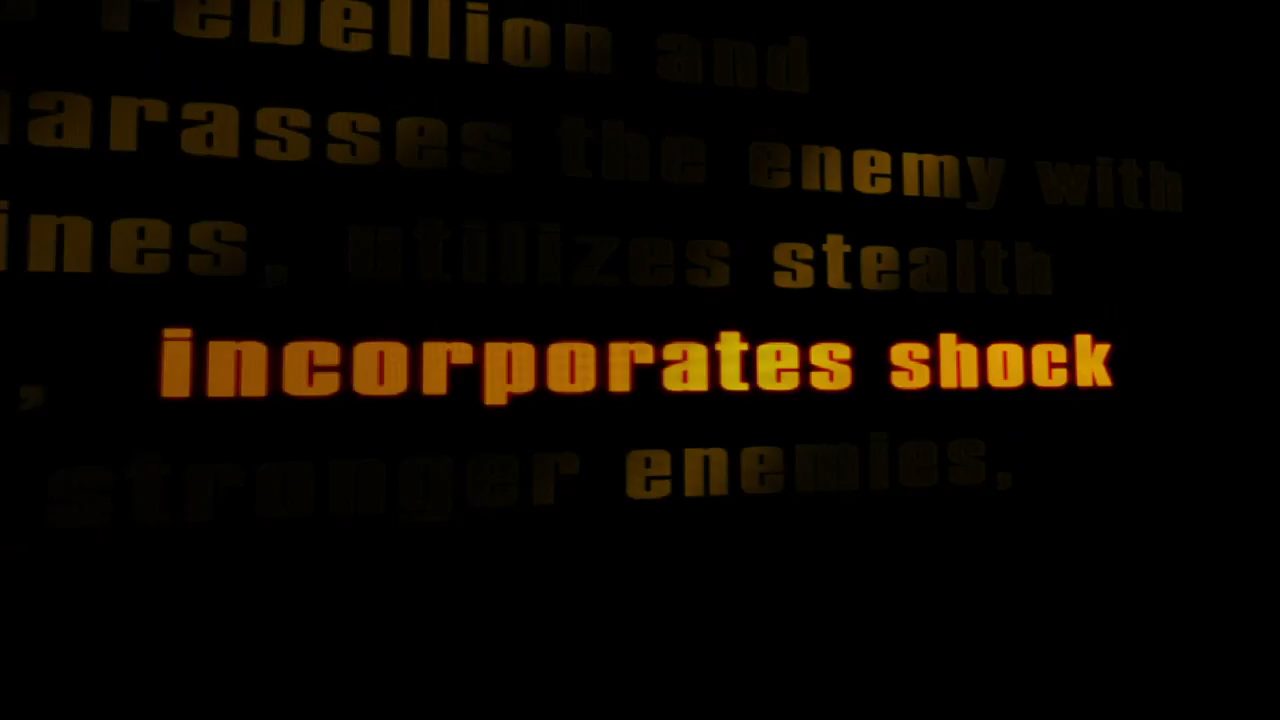 rebellion and
arasses the enemy with
ines, utilizes stealth
, incorporates shock
stronger enemies,